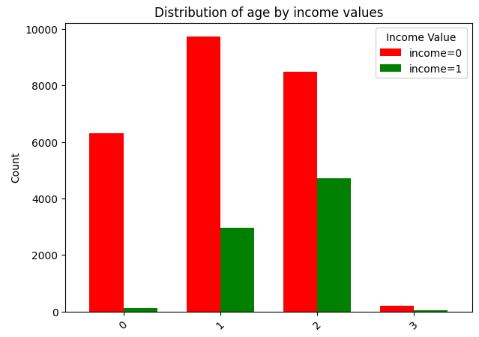 Distribution of age by income values
Income Value
income=0
income=1
Count
10000
8000
6000
4000
2000
0
0
1
2
3